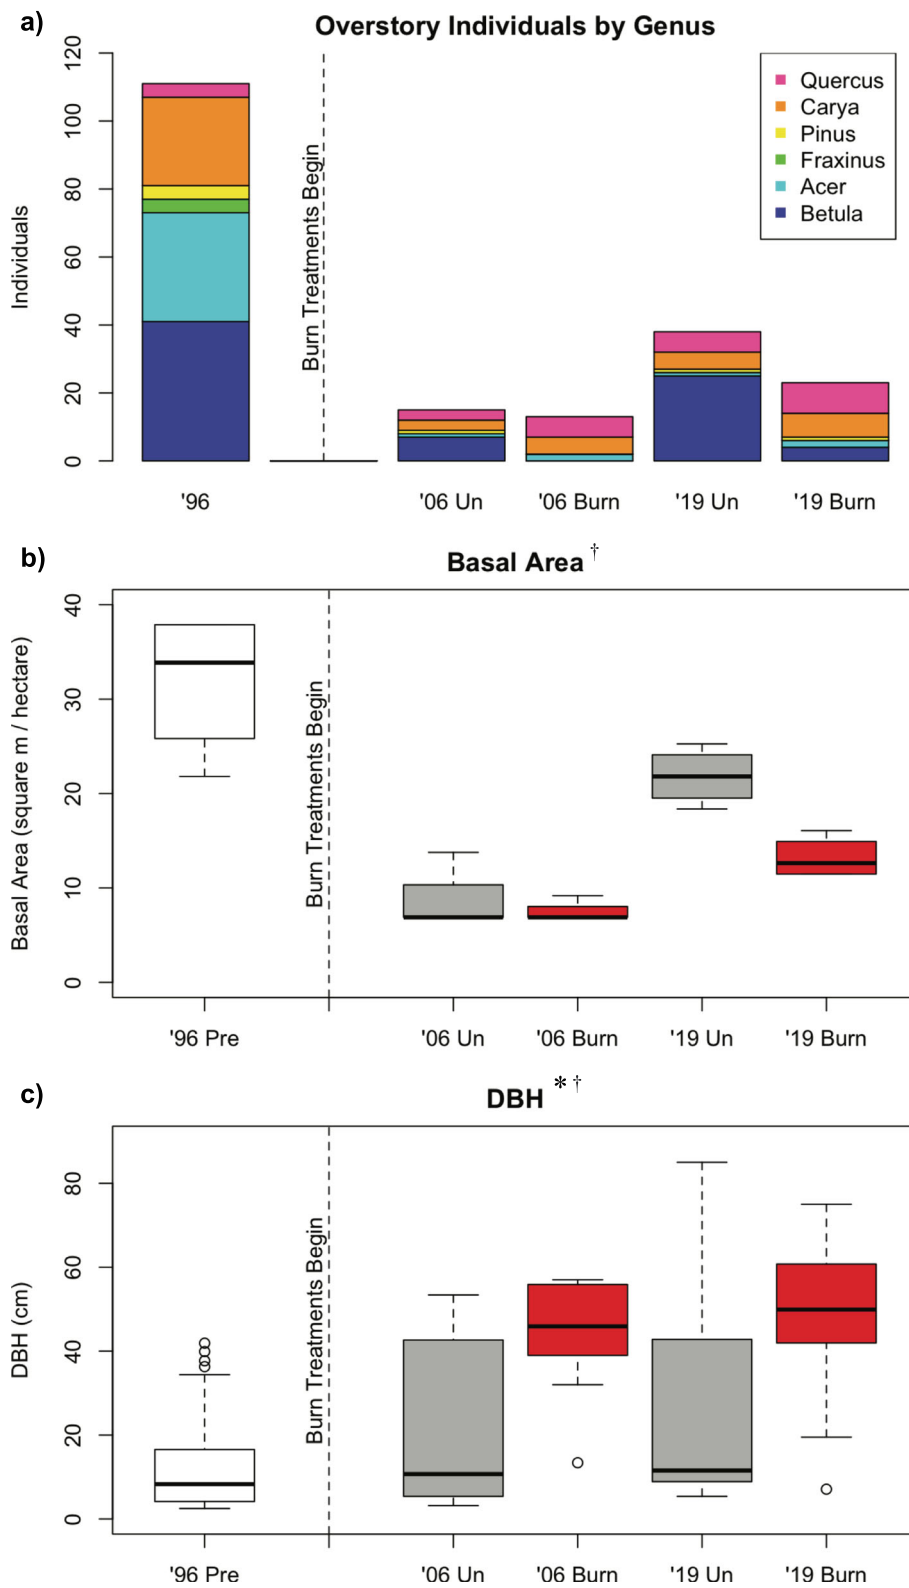 a)
Overstory Individuals by Genus
Individuals
120
100
80
60
40
20
0
Burn Treatments Begin
Quercus
Carya
Pinus
Fraxinus
Acer
Betula
'96
'06 Un
'06 Burn
'19 Un
'19 Burn
b)
Basal Area †
Basal Area (square m / hectare)
40
30
20
10
0
Burn Treatments Begin
'96 Pre
'06 Un
'06 Burn
'19 Un
'19 Burn
c)
DBH * †
DBH (cm)
80
60
40
20
0
Burn Treatments Begin
'96 Pre
'06 Un
'06 Burn
'19 Un
'19 Burn